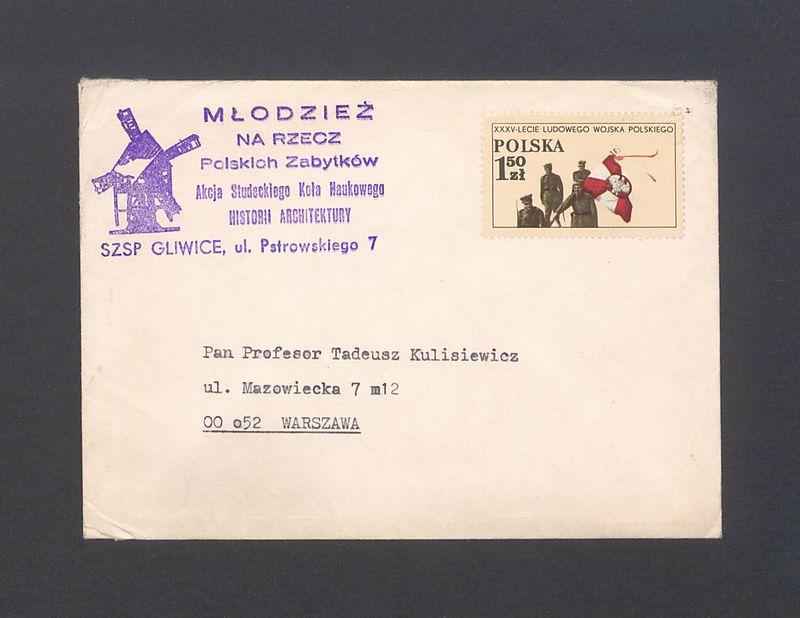 MŁODZIEŻ
NA RZECZ
Polskich Zabytków
Akcja Studeckiego Koła Naukowego
HISTORII ARCHITEKTURY
SZSP GLIWICE, ul. Pstrowskiego 7
XXXV-LECIE LUDOWEGO WOJSKA POLSKIEGO
POLSKA
1 50 zł
Pan Profesor Tadeusz Kulisiewicz
ul. Mazowiecka 7 m12
00 o52 WARSZAWA